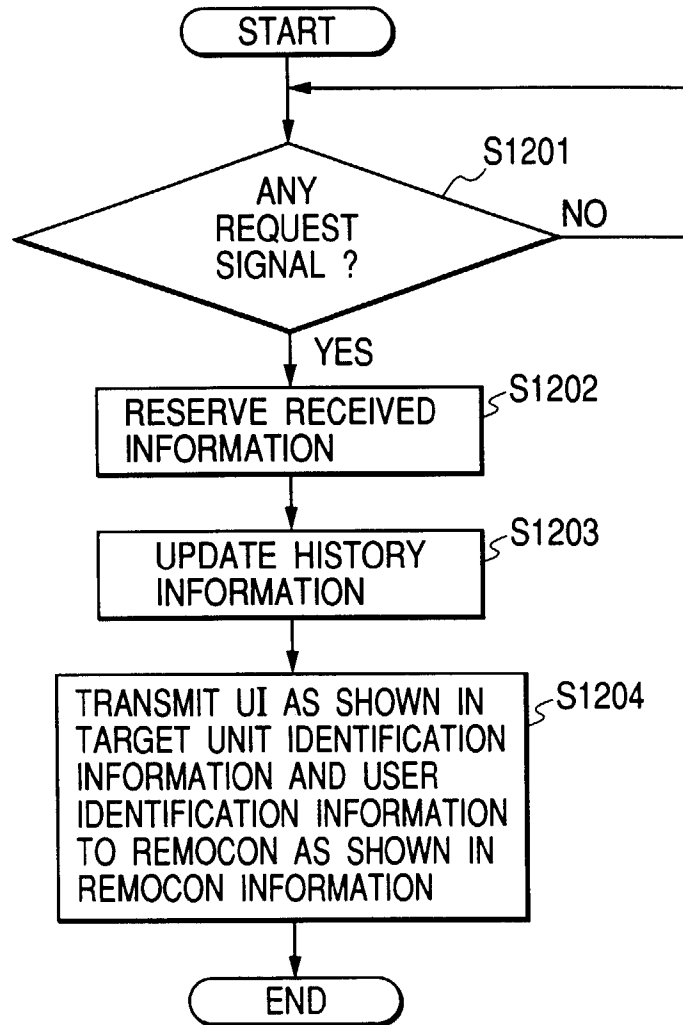 START
S1201
ANY
REQUEST
SIGNAL ?
NO
YES
S1202
RESERVE RECEIVED
INFORMATION
S1203
UPDATE HISTORY
INFORMATION
S1204
TRANSMIT UI AS SHOWN IN
TARGET UNIT IDENTIFICATION
INFORMATION AND USER
IDENTIFICATION INFORMATION
TO REMOCON AS SHOWN IN
REMOCON INFORMATION
END